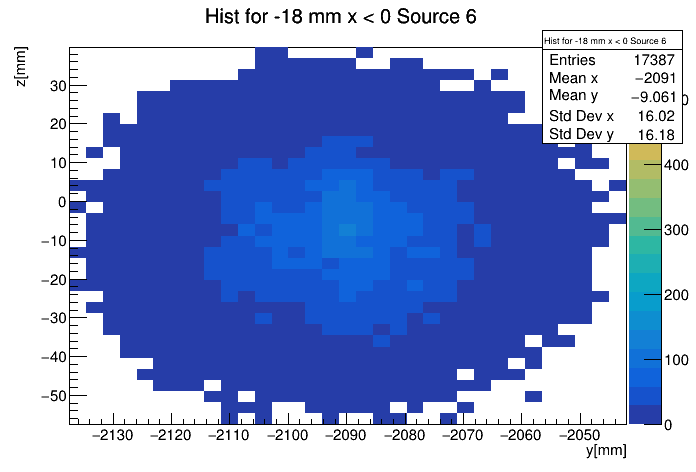 Hist for -18 mm x < 0 Source 6
z[mm]
Hist for -18 mm x < 0 Source 6
Entries 17387
Mean x −2091
Mean y −9.061
Std Dev x 16.02
Std Dev y 16.18
30
20
10
0
−10
−20
−30
−40
−50
0
400
300
200
100
0
−2130 −2120 −2110 −2100 −2090 −2080 −2070 −2060 −2050
y[mm]